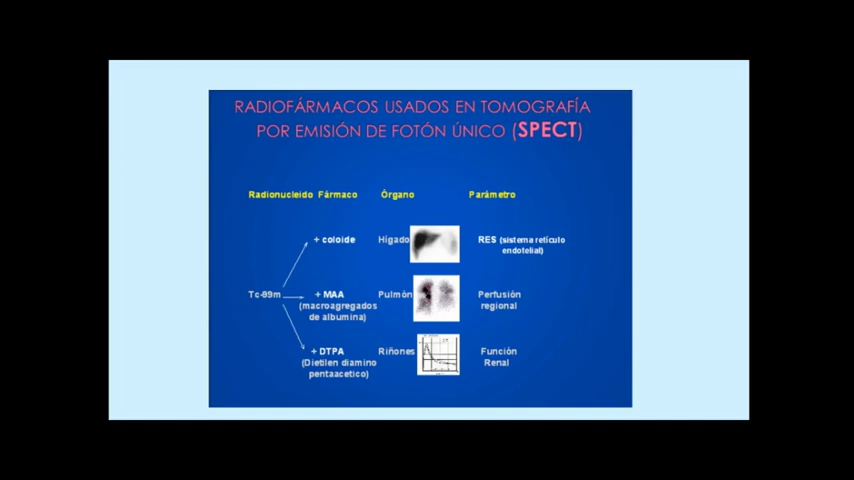 RADIOFÁRMACOS USADOS EN TOMOGRAFÍA
POR EMISIÓN DE FOTÓN ÚNICO (SPECT)
Radionucleido Fármaco Órgano Parámetro
+ coloide Hígado RES (sistema retículo
endotelial)
Tc-99m + MAA Pulmón Perfusión
(macroagregados regional
de albumina)
+ DTPA Riñones Función
(Dietilen diamino Renal
pentaacetico)